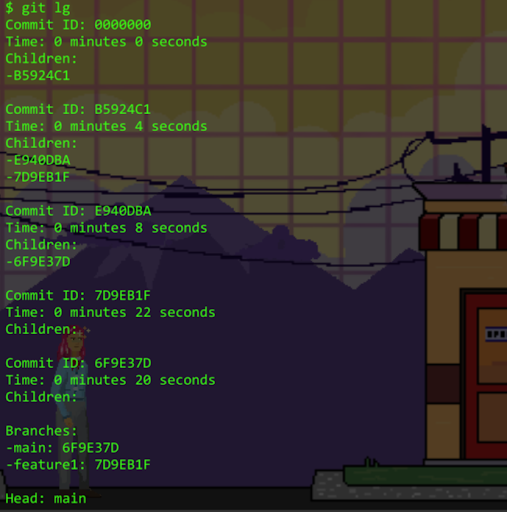 $ git lg
Commit ID: 0000000
Time: 0 minutes 0 seconds
Children:
-B5924C1
Commit ID: B5924C1
Time: 0 minutes 4 seconds
Children:
-E940DBA
-7D9EB1F
Commit ID: E940DBA
Time: 0 minutes 8 seconds
Children:
-6F9E37D
Commit ID: 7D9EB1F
Time: 0 minutes 22 seconds
Children:
Commit ID: 6F9E37D
Time: 0 minutes 20 seconds
Children:
Branches:
-main: 6F9E37D
-feature1: 7D9EB1F
Head: main